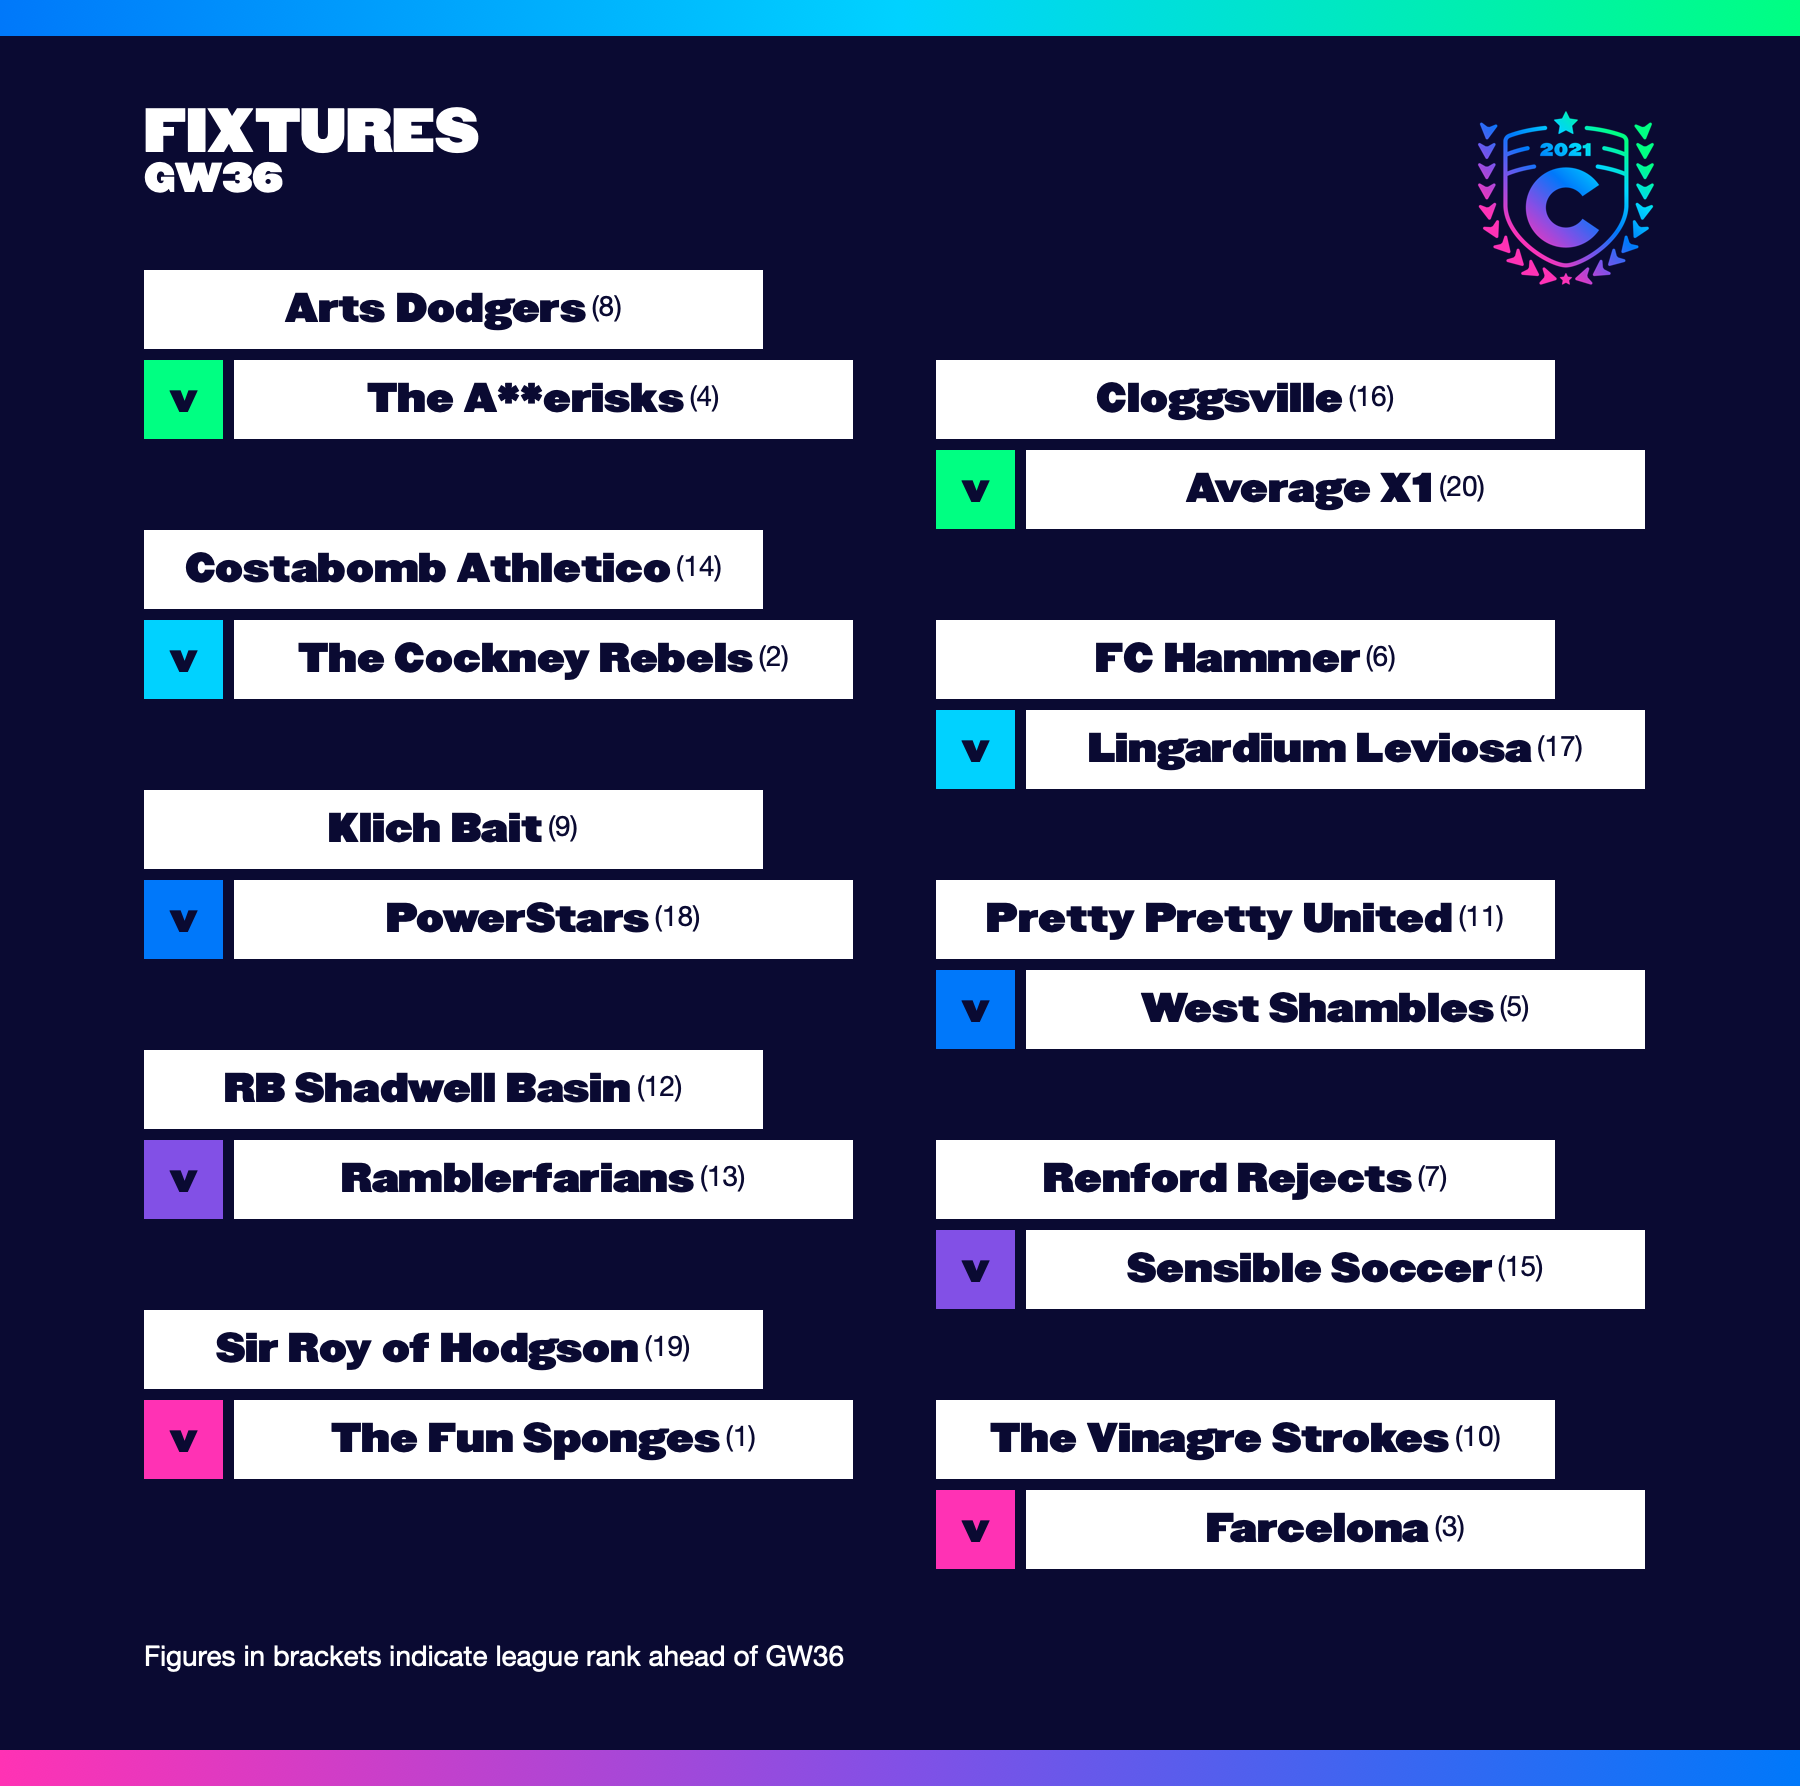 FIXTURES
GW36
2021
C
Arts Dodgers (8)
v The A**erisks (4)
Costabomb Athletico (14)
v The Cockney Rebels (2)
Klich Bait (9)
v PowerStars (18)
RB Shadwell Basin (12)
v Ramblerfarians (13)
Sir Roy of Hodgson (19)
v The Fun Sponges (1)
Cloggsville (16)
v Average X1 (20)
FC Hammer (6)
v Lingardium Leviosa (17)
Pretty Pretty United (11)
v West Shambles (5)
Renford Rejects (7)
v Sensible Soccer (15)
The Vinagre Strokes (10)
v Farcelona (3)
Figures in brackets indicate league rank ahead of GW36